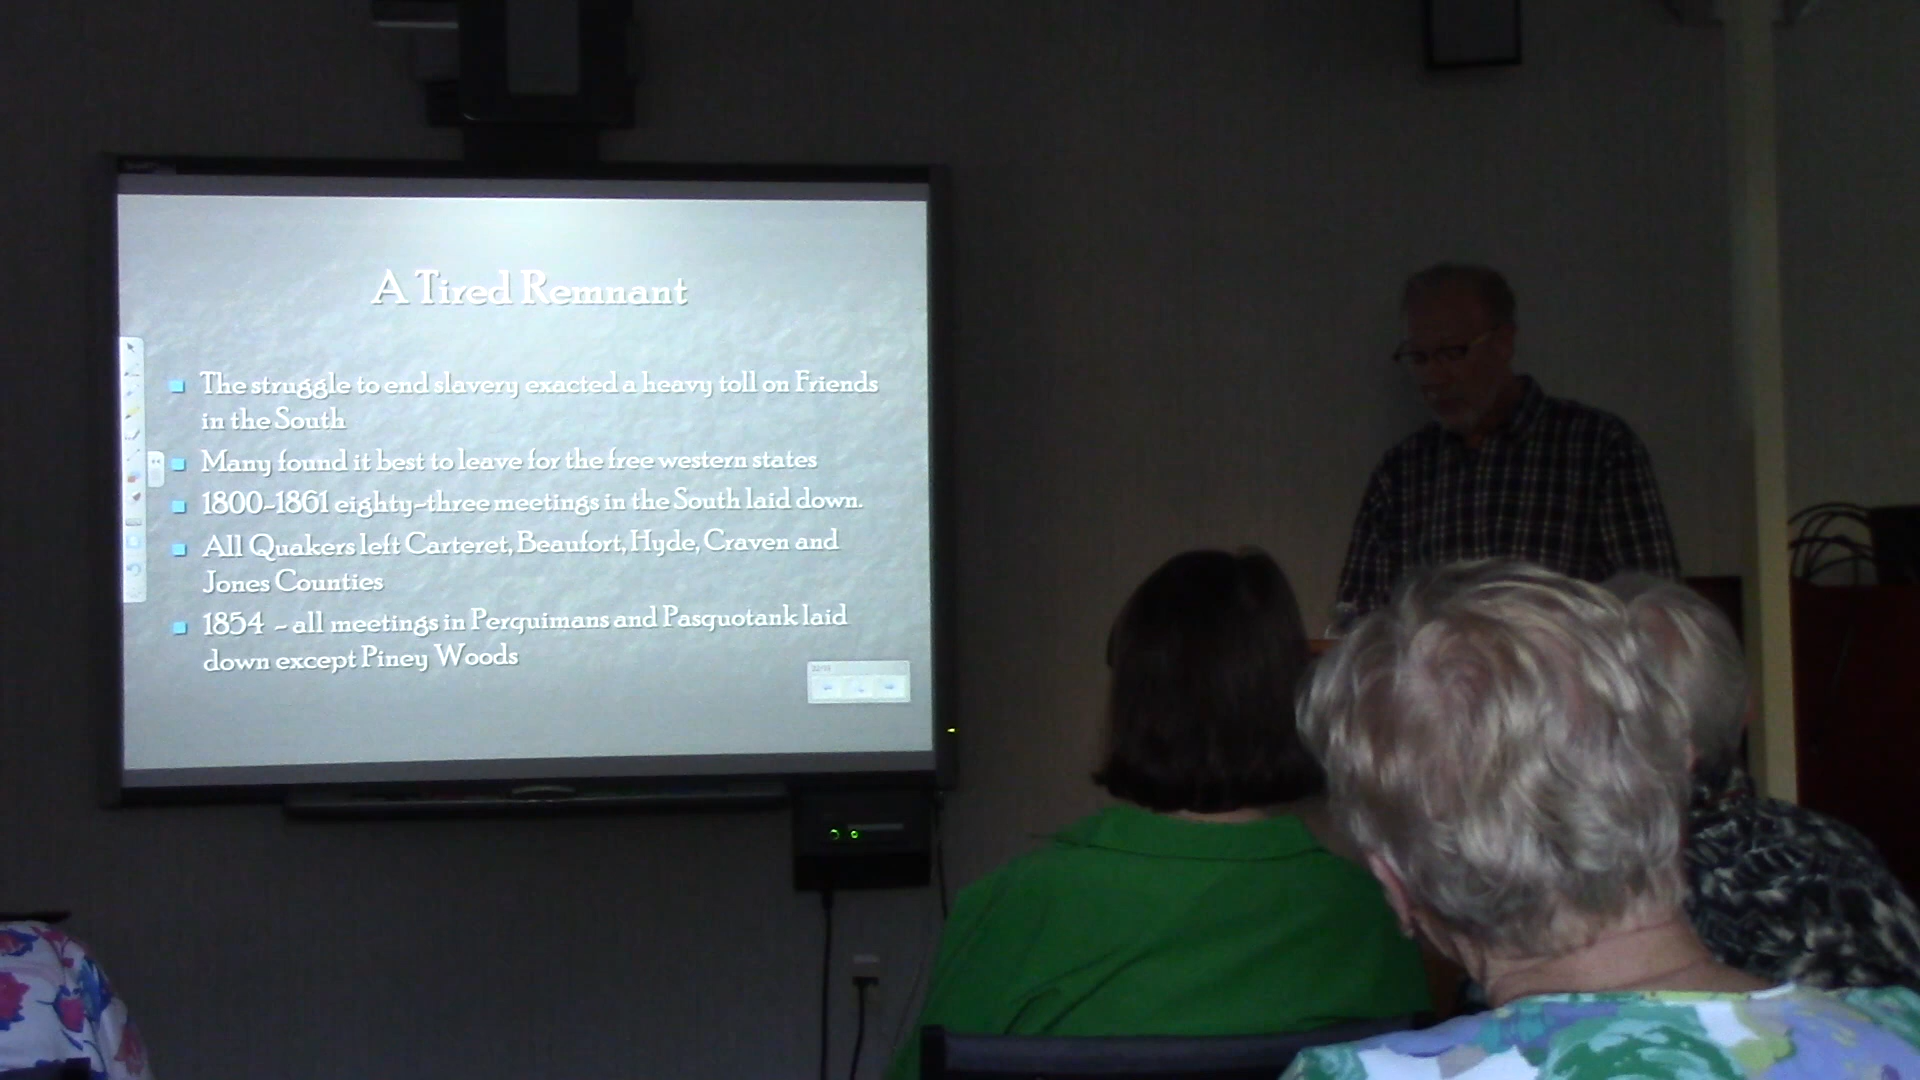 A Tired Remnant
The struggle to end slavery exacted a heavy toll on Friends
in the South
Many found it best to leave for the free western states
1800-1861 eighty-three meetings in the South laid down.
All Quakers left Carteret, Beaufort, Hyde, Craven and
Jones Counties
1854 - all meetings in Perquimans and Pasquotank laid
down except Piney Woods